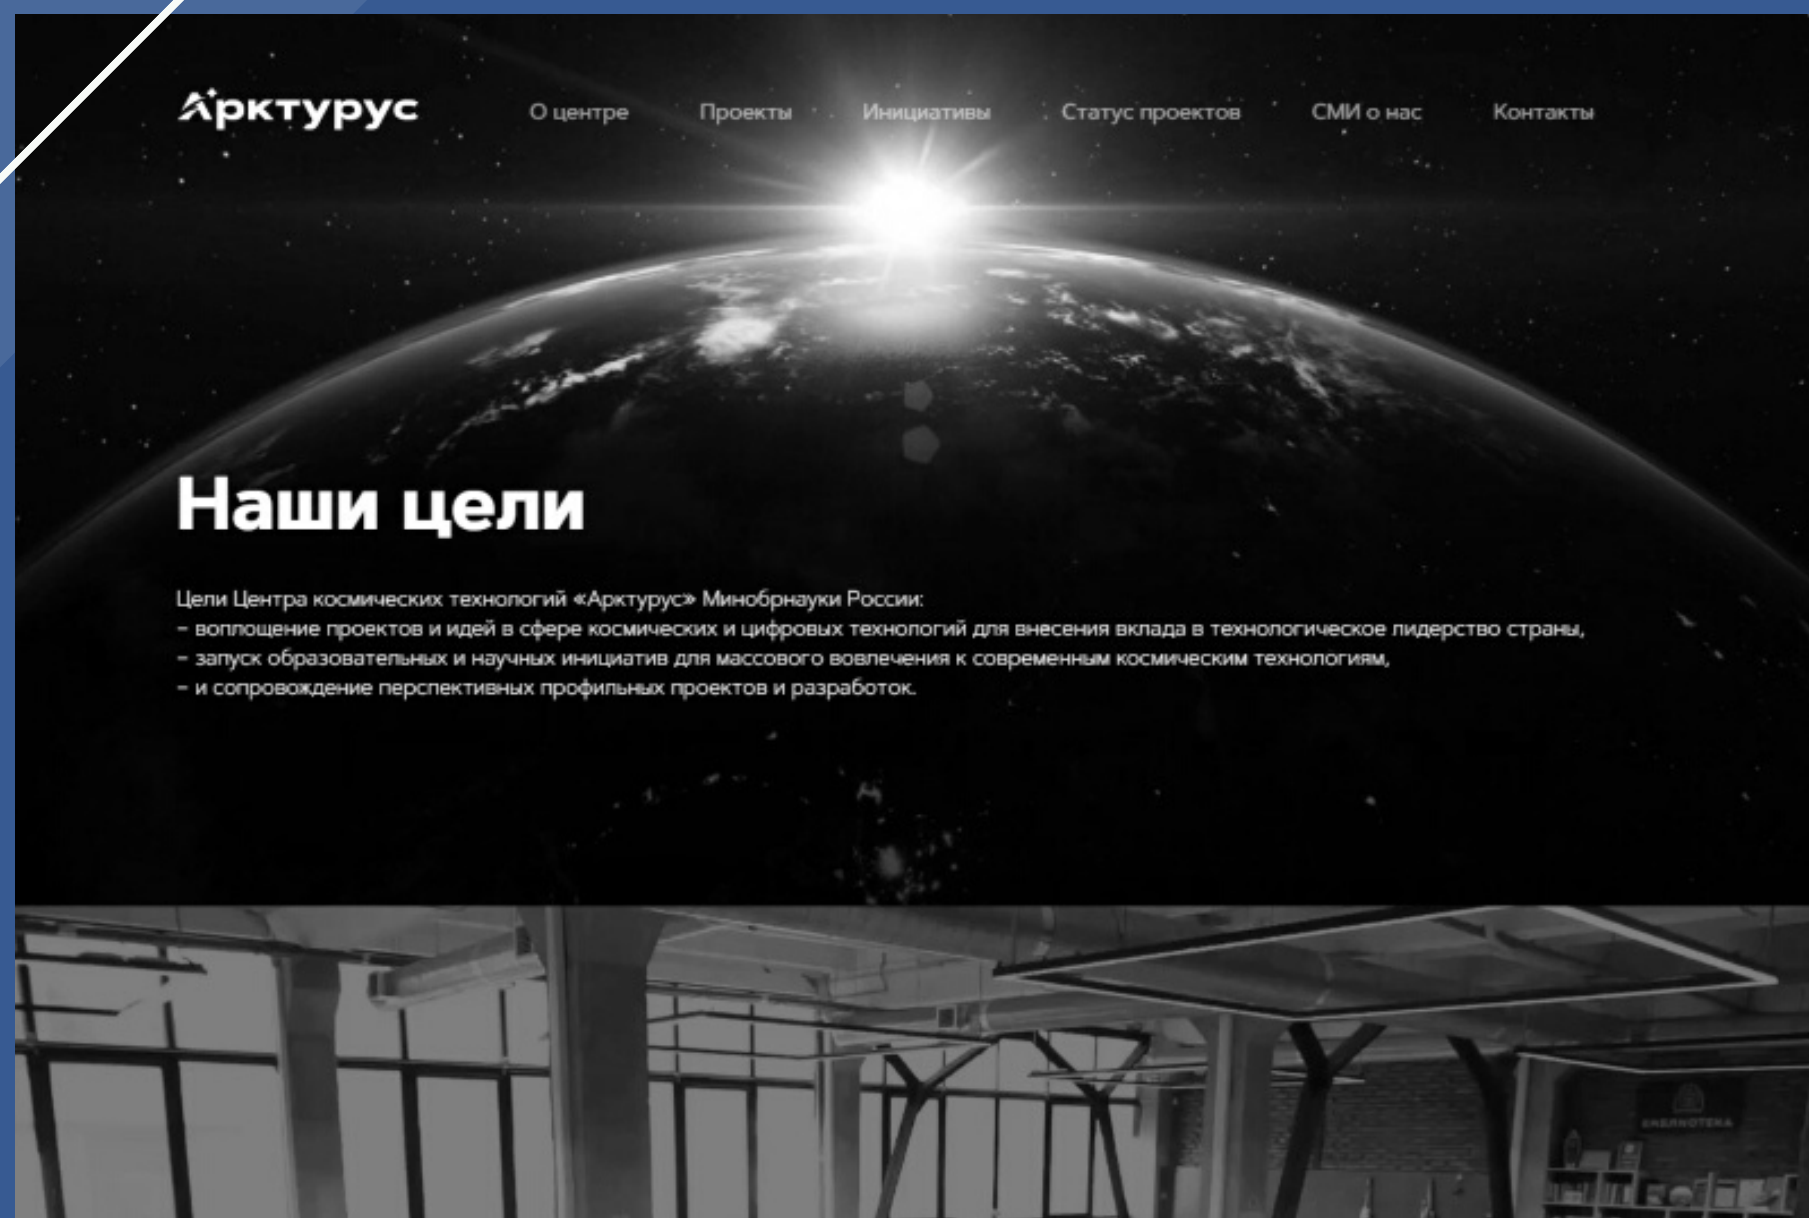 Арктурус
О центре Проекты Инициативы Статус проектов СМИ о нас Контакты
Наши цели
Цели Центра космических технологий «Арктурус» Минобрнауки России:
– воплощение проектов и идей в сфере космических и цифровых технологий для внесения вклада в технологическое лидерство страны,
– запуск образовательных и научных инициатив для массового вовлечения к современным космическим технологиям,
– и сопровождение перспективных профильных проектов и разработок.
БИБЛИОТЕКА